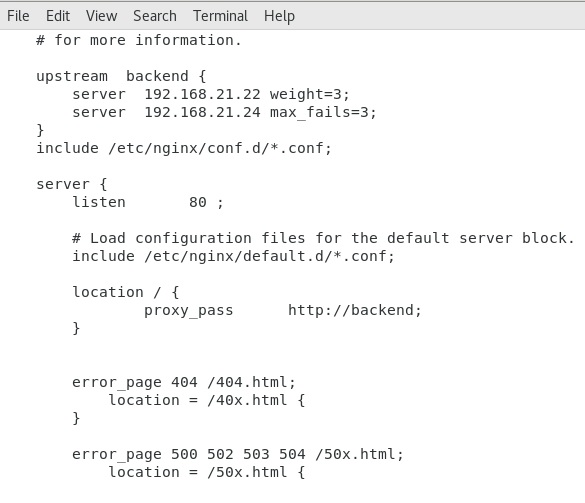 File Edit View Search Terminal Help
# for more information.
upstream  backend {
server  192.168.21.22 weight=3;
server  192.168.21.24 max_fails=3;
}
include /etc/nginx/conf.d/*.conf;
server {
listen       80 ;
# Load configuration files for the default server block.
include /etc/nginx/default.d/*.conf;
location / {
proxy_pass      http://backend;
}
error_page 404 /404.html;
location = /40x.html {
}
error_page 500 502 503 504 /50x.html;
location = /50x.html {